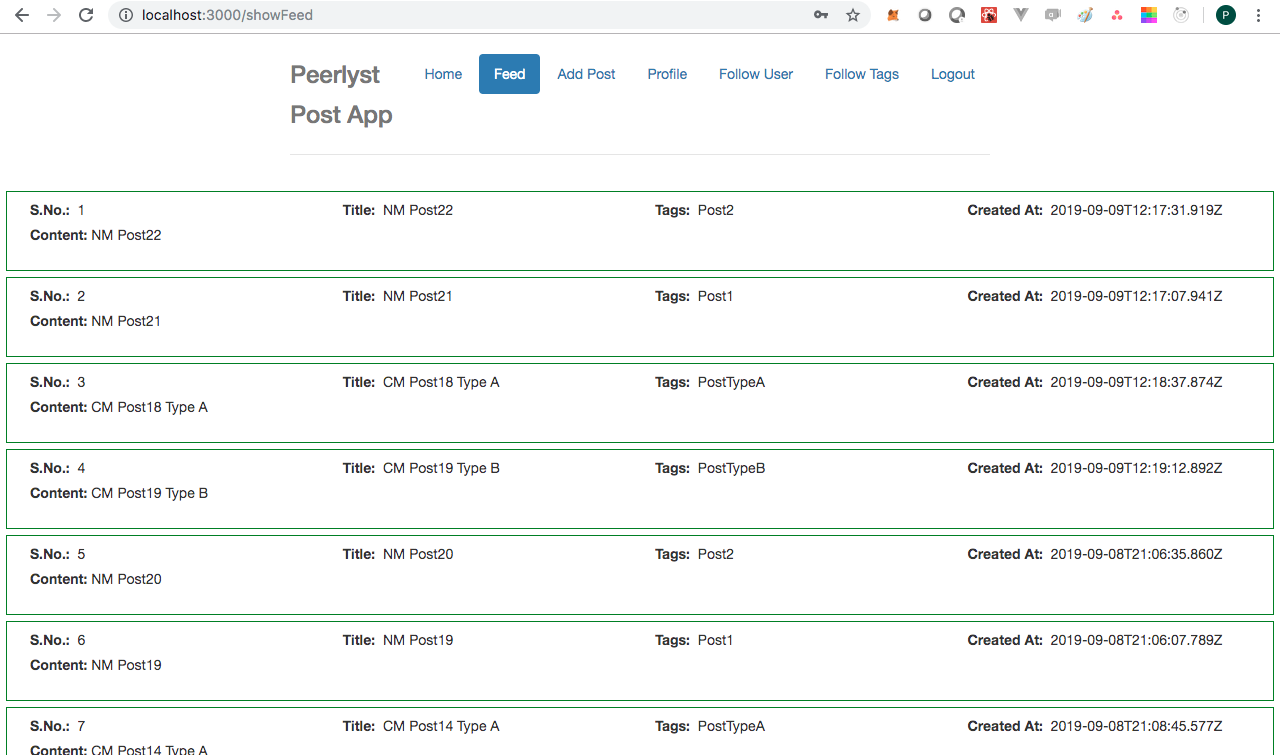 localhost:3000/showFeed
P
Peerlyst Post App
Home Feed Add Post Profile Follow User Follow Tags Logout
S.No.: 1 Title: NM Post22 Tags: Post2 Created At: 2019-09-09T12:17:31.919Z
Content: NM Post22
S.No.: 2 Title: NM Post21 Tags: Post1 Created At: 2019-09-09T12:17:07.941Z
Content: NM Post21
S.No.: 3 Title: CM Post18 Type A Tags: PostTypeA Created At: 2019-09-09T12:18:37.874Z
Content: CM Post18 Type A
S.No.: 4 Title: CM Post19 Type B Tags: PostTypeB Created At: 2019-09-09T12:19:12.892Z
Content: CM Post19 Type B
S.No.: 5 Title: NM Post20 Tags: Post2 Created At: 2019-09-08T21:06:35.860Z
Content: NM Post20
S.No.: 6 Title: NM Post19 Tags: Post1 Created At: 2019-09-08T21:06:07.789Z
Content: NM Post19
S.No.: 7 Title: CM Post14 Type A Tags: PostTypeA Created At: 2019-09-08T21:08:45.577Z
Content: CM Post14 Type A